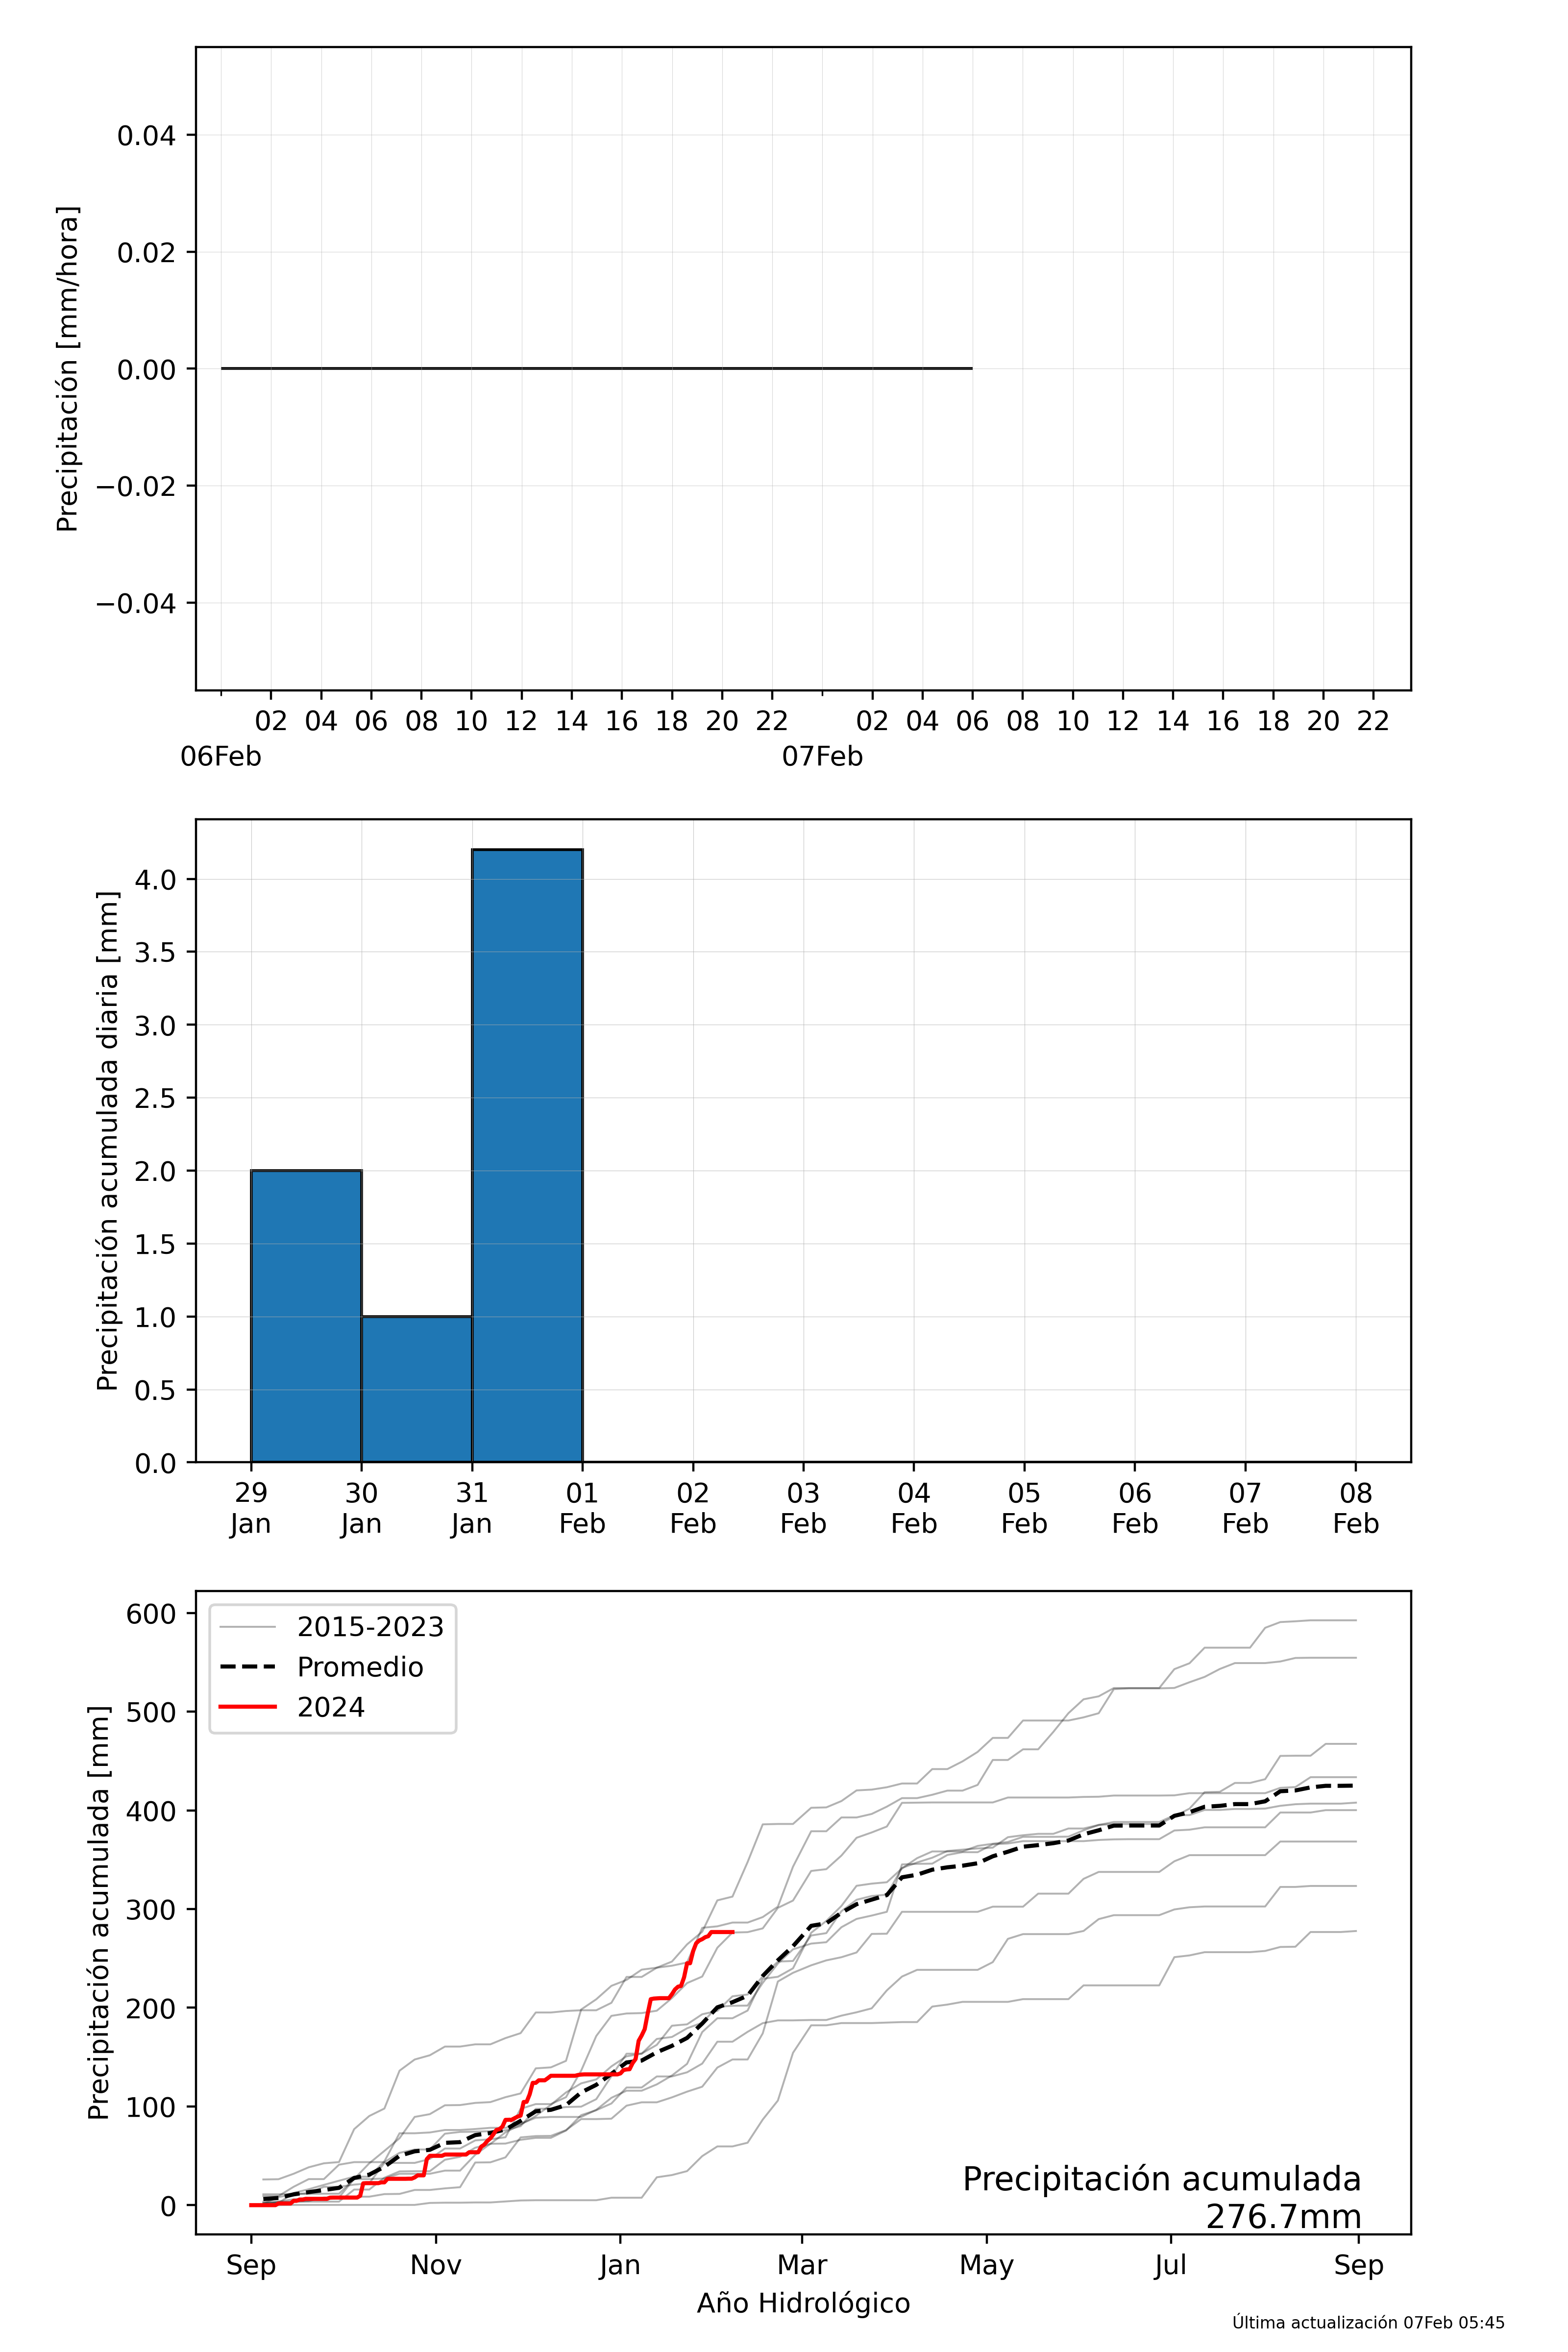 Precipitación [mm/hora]
0.04
0.02
0.00
−0.02
−0.04
02 04 06 08 10 12 14 16 18 20 22 02 04 06 08 10 12 14 16 18 20 22
06Feb 07Feb
Precipitación acumulada diaria [mm]
4.0
3.5
3.0
2.5
2.0
1.5
1.0
0.5
0.0
29 30 31 01 02 03 04 05 06 07 08
Jan Jan Jan Feb Feb Feb Feb Feb Feb Feb Feb
Precipitación acumulada [mm]
600
500
400
300
200
100
0
2015-2023
Promedio
2024
Precipitación acumulada
276.7mm
Sep Nov Jan Mar May Jul Sep
Año Hidrológico
Última actualización 07Feb 05:45